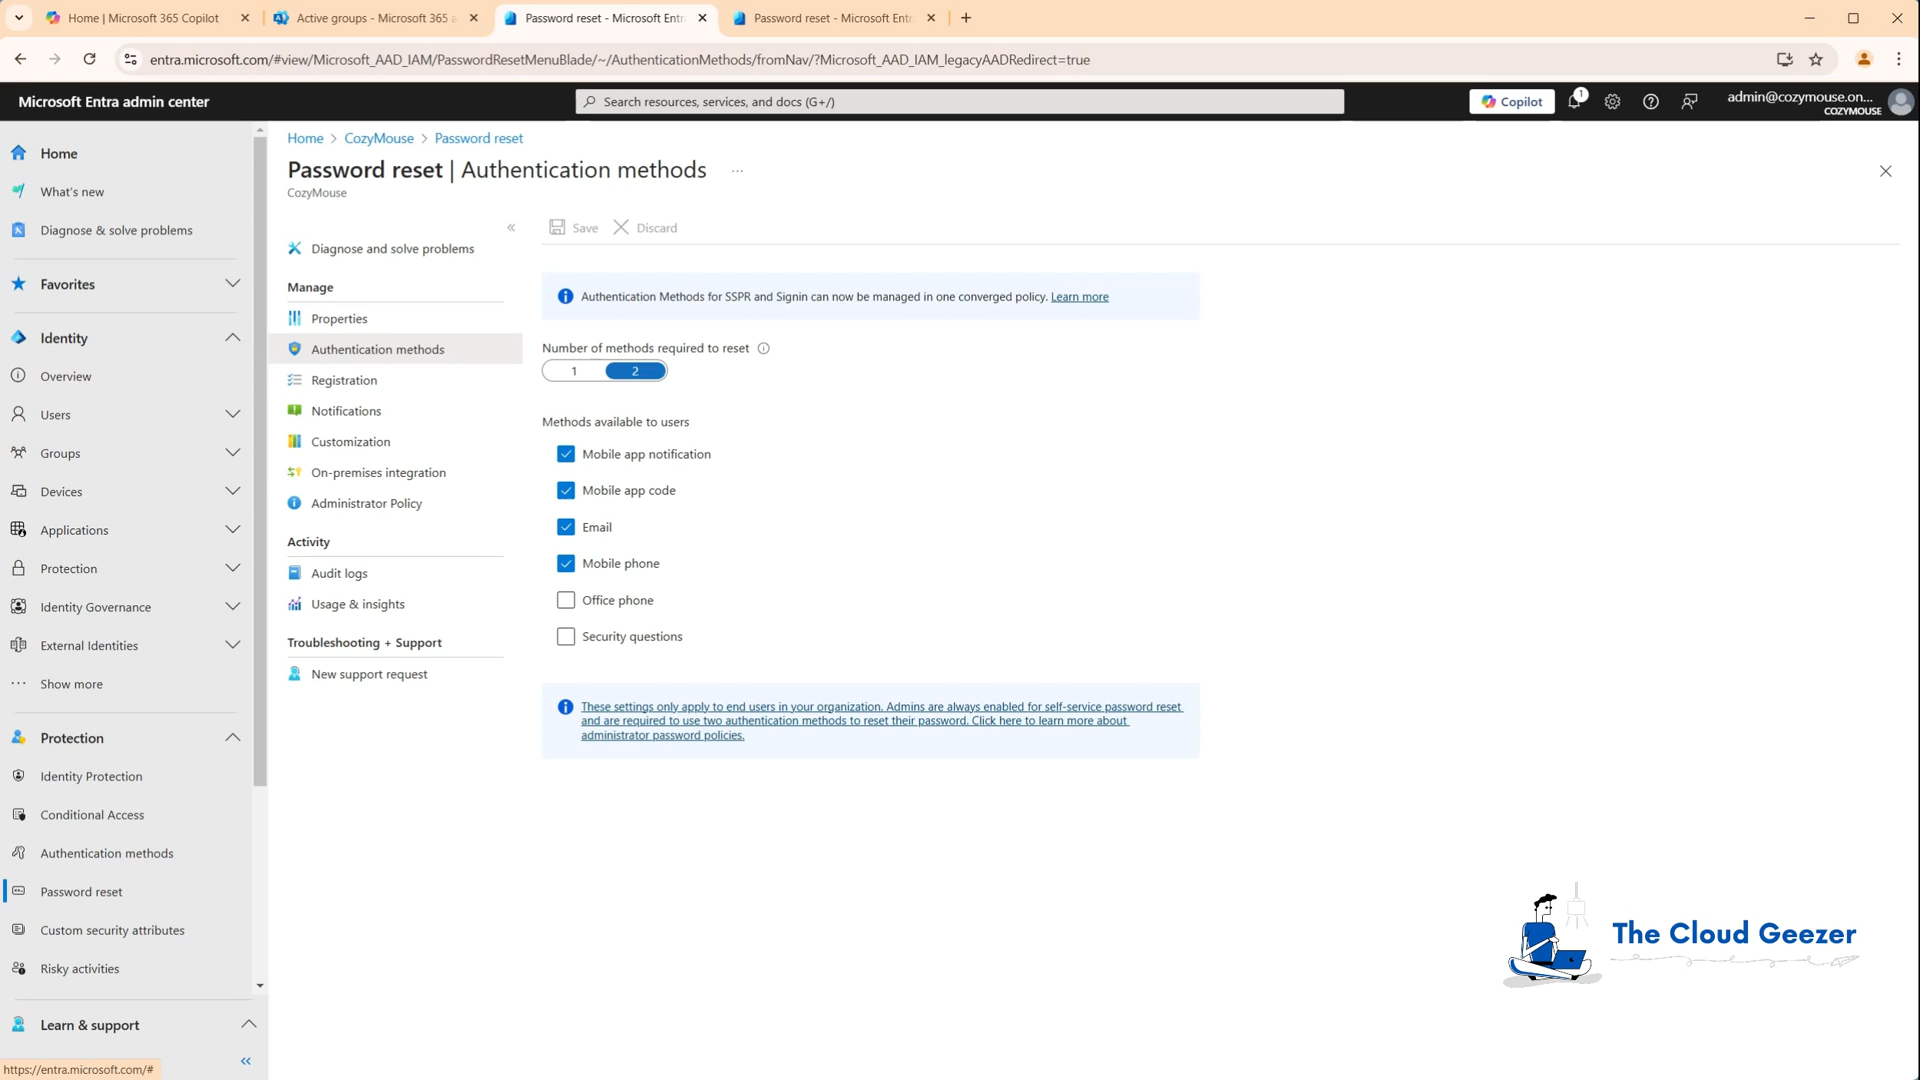 Home | Microsoft 365 Copilot
Active groups - Microsoft 365 a
Password reset - Microsoft Entr
Password reset - Microsoft Entr
entra.microsoft.com/#view/Microsoft_AAD_IAM/PasswordResetMenuBlade/~/AuthenticationMethods/fromNav/?Microsoft_AAD_IAM_legacyAADRedirect=true
Microsoft Entra admin center
Search resources, services, and docs (G+/)
Copilot
1
admin@cozymouse.on...
COZYMOUSE
Home
What's new
Diagnose & solve problems
Favorites
Identity
Overview
Users
Groups
Devices
Applications
Protection
Identity Governance
External Identities
Show more
Protection
Identity Protection
Conditional Access
Authentication methods
Password reset
Custom security attributes
Risky activities
Learn & support
https://entra.microsoft.com/#
Home > CozyMouse > Password reset
Password reset | Authentication methods
CozyMouse
Diagnose and solve problems
Manage
Properties
Authentication methods
Registration
Notifications
Customization
On-premises integration
Administrator Policy
Activity
Audit logs
Usage & insights
Troubleshooting + Support
New support request
Save
Discard
Authentication Methods for SSPR and Signin can now be managed in one converged policy. Learn more
Number of methods required to reset
1
2
Methods available to users
Mobile app notification
Mobile app code
Email
Mobile phone
Office phone
Security questions
These settings only apply to end users in your organization. Admins are always enabled for self-service password reset
and are required to use two authentication methods to reset their password. Click here to learn more about
administrator password policies.
The Cloud Geezer